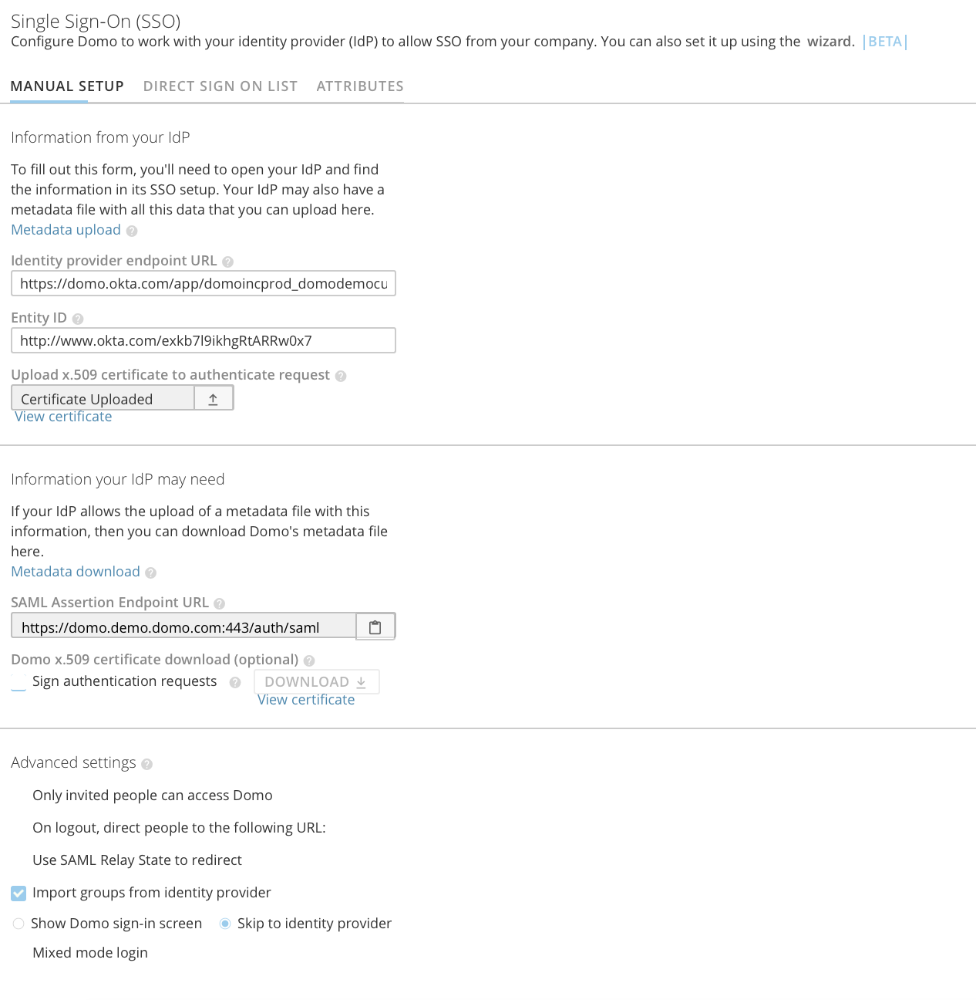 Single Sign-On (SSO)
Configure Domo to work with your identity provider (IdP) to allow SSO from your company. You can also set it up using the wizard. |BETA|
MANUAL SETUP DIRECT SIGN ON LIST ATTRIBUTES
Information from your IdP
To fill out this form, you'll need to open your IdP and find
the information in its SSO setup. Your IdP may also have a
metadata file with all this data that you can upload here.
Metadata upload ?
Identity provider endpoint URL ?
https://domo.okta.com/app/domoincprod_domodemocu
Entity ID ?
http://www.okta.com/exkb7l9ikhgRtARRw0x7
Upload x.509 certificate to authenticate request ?
Certificate Uploaded
View certificate
Information your IdP may need
If your IdP allows the upload of a metadata file with this
information, then you can download Domo's metadata file
here.
Metadata download ?
SAML Assertion Endpoint URL ?
https://domo.demo.domo.com:443/auth/saml
Domo x.509 certificate download (optional) ?
Sign authentication requests ? DOWNLOAD
View certificate
Advanced settings ?
Only invited people can access Domo
On logout, direct people to the following URL:
Use SAML Relay State to redirect
Import groups from identity provider
Show Domo sign-in screen Skip to identity provider
Mixed mode login